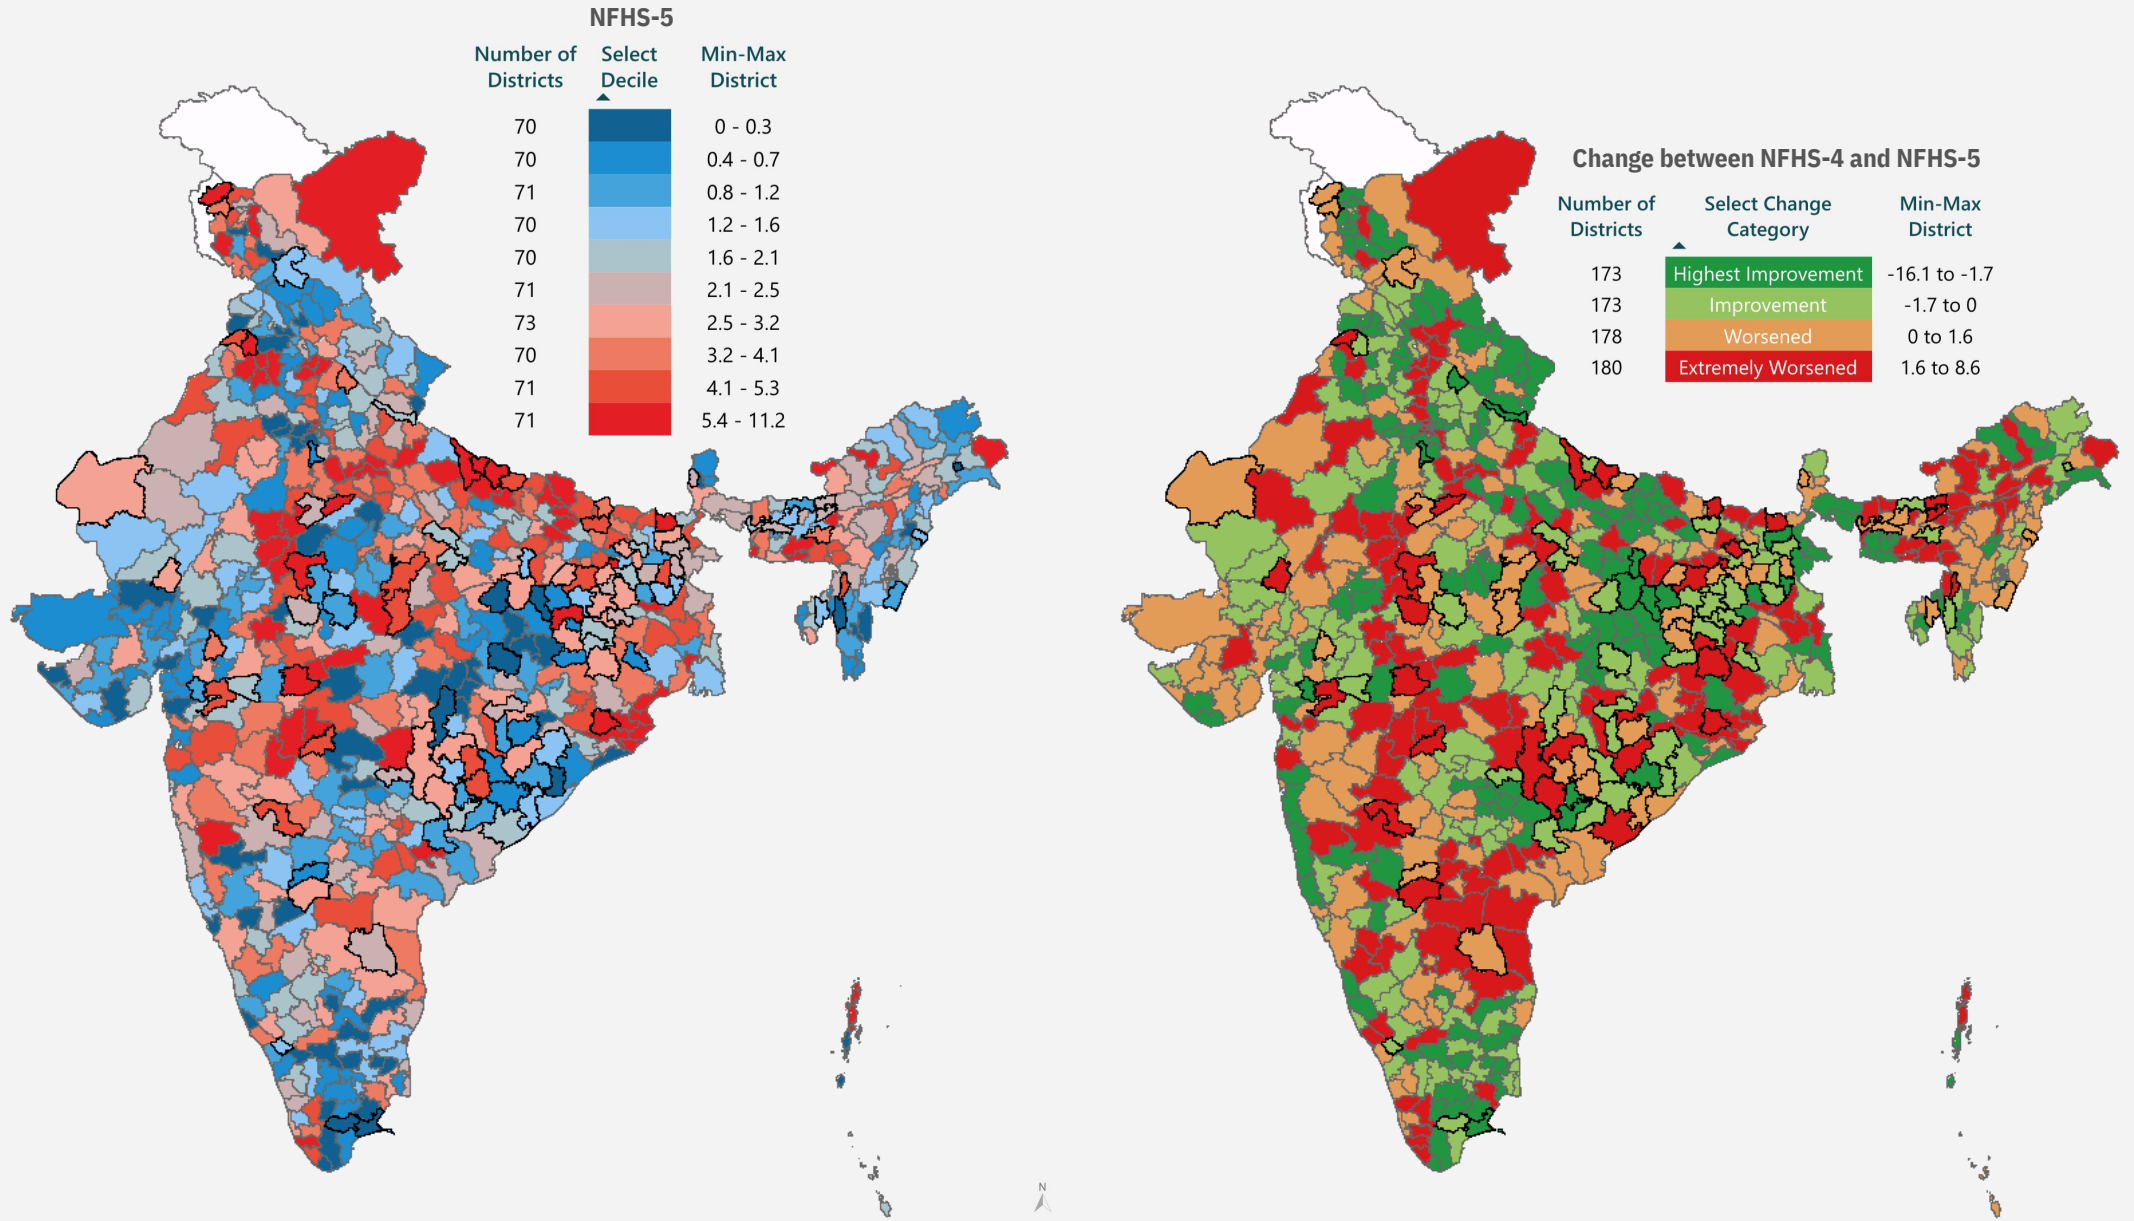 NFHS-5
Number of Districts Select Decile Min-Max District
70 0 - 0.3
70 0.4 - 0.7
71 0.8 - 1.2
70 1.2 - 1.6
70 1.6 - 2.1
71 2.1 - 2.5
73 2.5 - 3.2
70 3.2 - 4.1
71 4.1 - 5.3
71 5.4 - 11.2
Change between NFHS-4 and NFHS-5
Number of Districts Select Change Category Min-Max District
173 Highest Improvement -16.1 to -1.7
173 Improvement -1.7 to 0
178 Worsened 0 to 1.6
180 Extremely Worsened 1.6 to 8.6
N